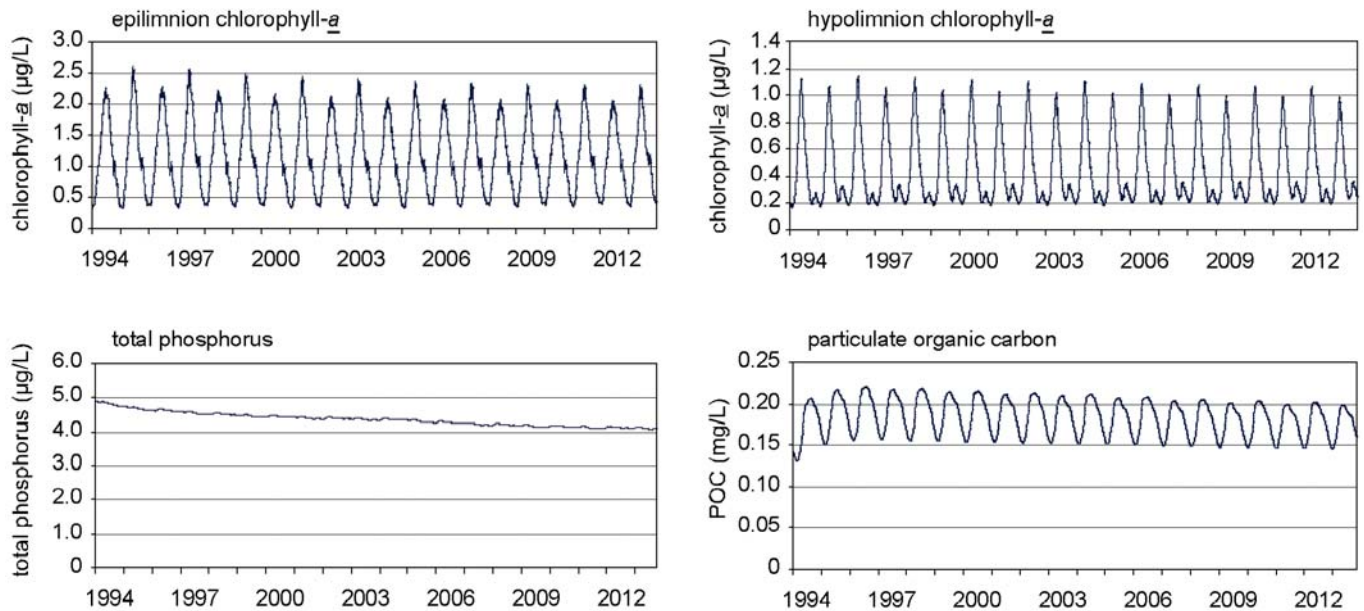 epilimnion chlorophyll-a
chlorophyll-a (µg/L)
3.0
2.5
2.0
1.5
1.0
0.5
0
1994 1997 2000 2003 2006 2009 2012
hypolimnion chlorophyll-a
chlorophyll-a (µg/L)
1.4
1.2
1.0
0.8
0.6
0.4
0.2
0
1994 1997 2000 2003 2006 2009 2012
total phosphorus
total phosphorus (µg/L)
6.0
5.0
4.0
3.0
2.0
1.0
0
1994 1997 2000 2003 2006 2009 2012
particulate organic carbon
POC (mg/L)
0.25
0.20
0.15
0.10
0.05
0
1994 1997 2000 2003 2006 2009 2012